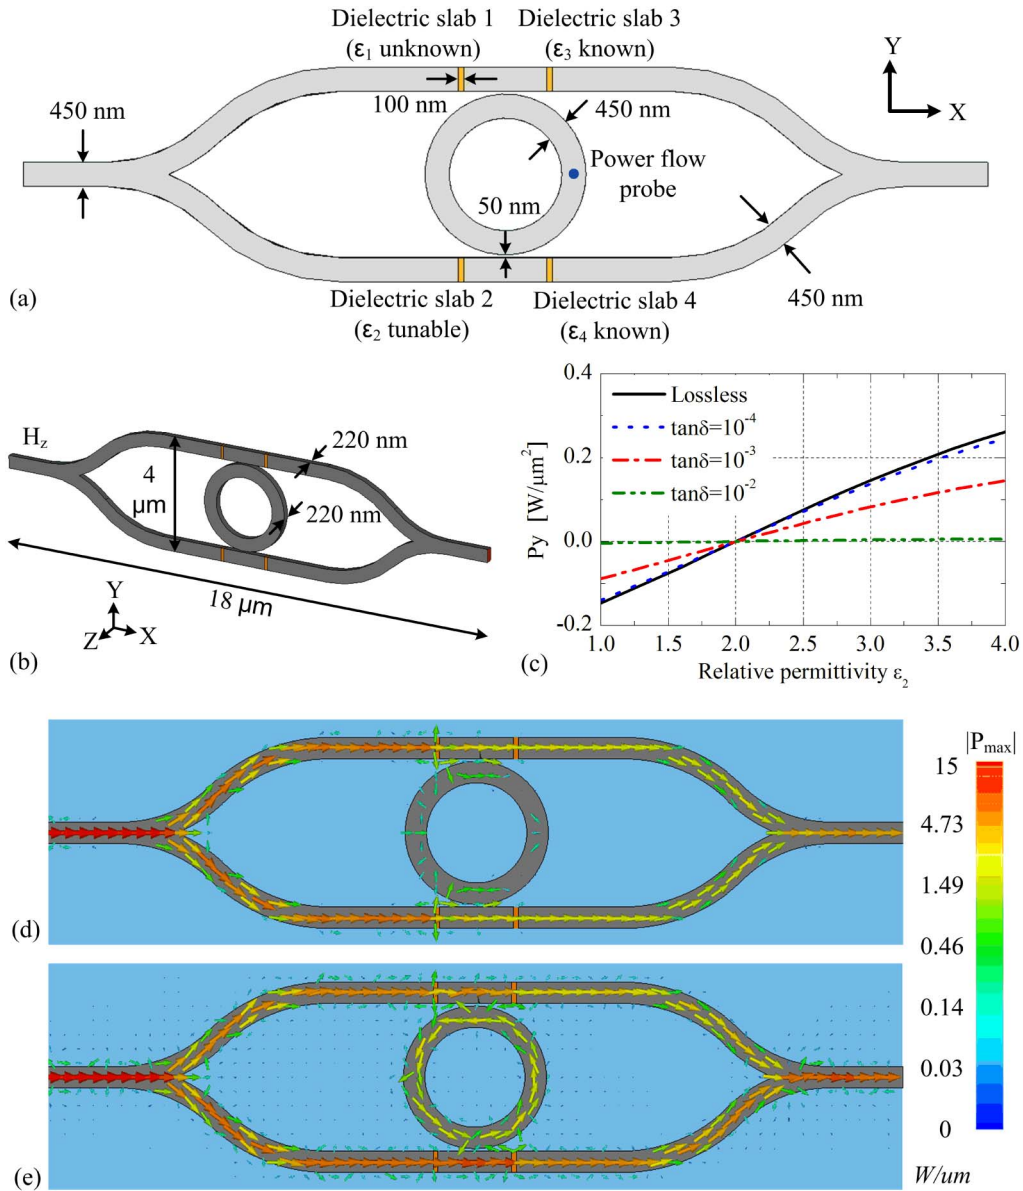 Dielectric slab 1
(ε₁ unknown)
Dielectric slab 3
(ε₃ known)
Y
X
450 nm
100 nm
450 nm
Power flow
probe
50 nm
450 nm
(a)
Dielectric slab 2
(ε₂ tunable)
Dielectric slab 4
(ε₄ known)
H_z
220 nm
4
μm
220 nm
18 μm
Y
Z
X
(b)
0.4
0.2
0.0
-0.2
Py [W/μm²]
Lossless
tanδ=10⁻⁴
tanδ=10⁻³
tanδ=10⁻²
1.0 1.5 2.0 2.5 3.0 3.5 4.0
Relative permittivity ε₂
(c)
|P_max|
15
4.73
1.49
0.46
0.14
0.03
0
W/um
(d)
(e)